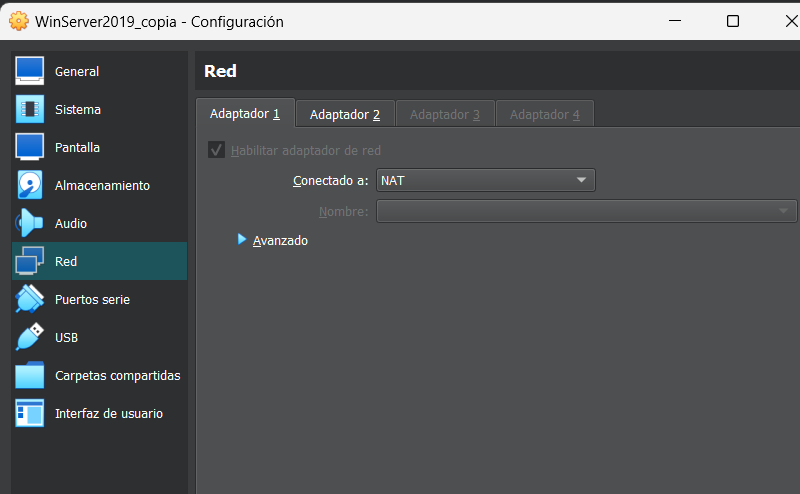 WinServer2019_copia - Configuración
General
Sistema
Pantalla
Almacenamiento
Audio
Red
Puertos serie
USB
Carpetas compartidas
Interfaz de usuario
Red
Adaptador 1 Adaptador 2 Adaptador 3 Adaptador 4
Habilitar adaptador de red
Conectado a: NAT
Nombre:
Avanzado